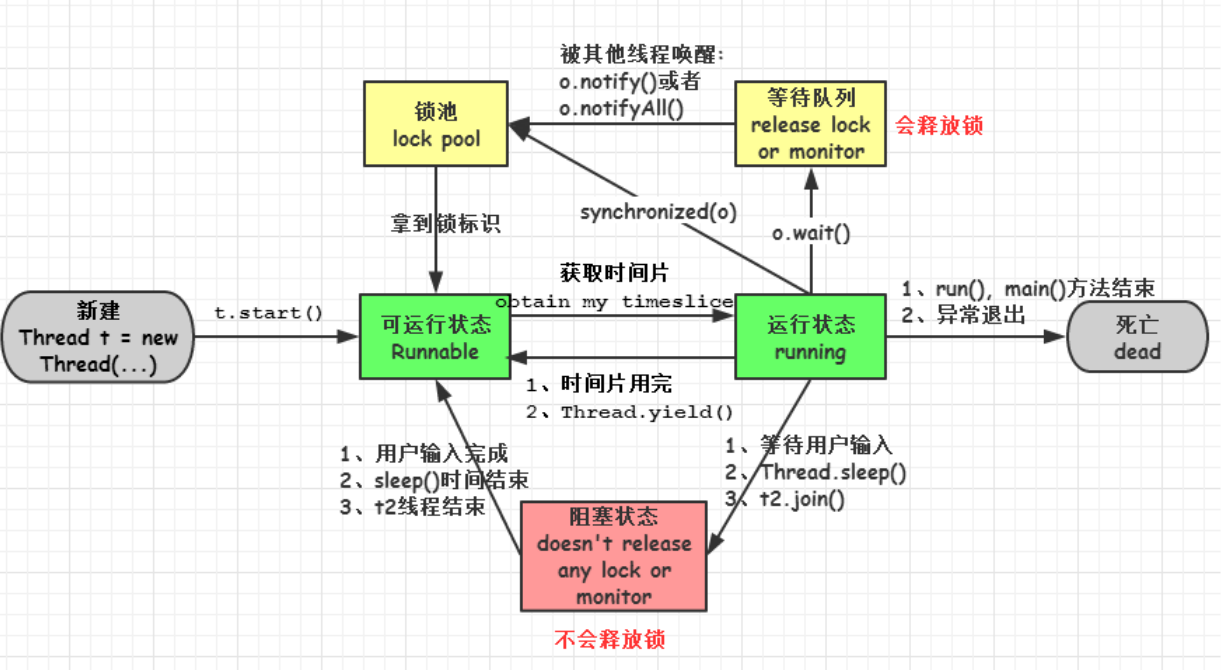 被其他线程唤醒:
o.notify()或者
o.notifyAll()
锁池
lock pool
等待队列
release lock
or monitor
会释放锁
拿到锁标识
synchronized(o)
o.wait()
新建
Thread t = new
Thread(...)
t.start()
可运行状态
Runnable
获取时间片
obtain my timeslice
运行状态
running
1、run(), main()方法结束
2、异常退出
死亡
dead
1、时间片用完
2、Thread.yield()
1、用户输入完成
2、sleep()时间结束
3、t2线程结束
1、等待用户输入
2、Thread.sleep()
3、t2.join()
阻塞状态
doesn't release
any lock or
monitor
不会释放锁